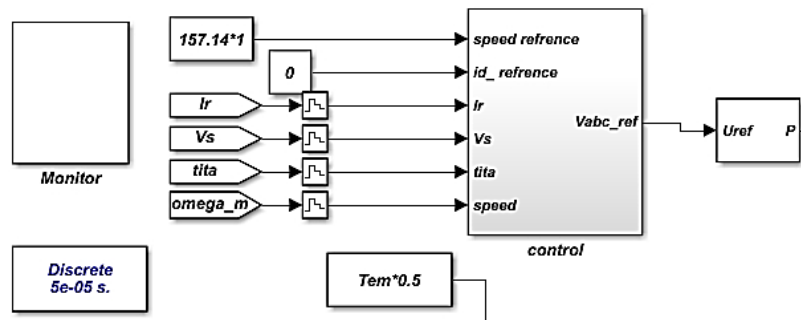 157.14*1
speed refrence
0
id_ refrence
Ir
Ir
Vs
Vs
Vabc_ref
Uref
P
tita
tita
Monitor
omega_m
speed
control
Discrete
5e-05 s.
Tem*0.5